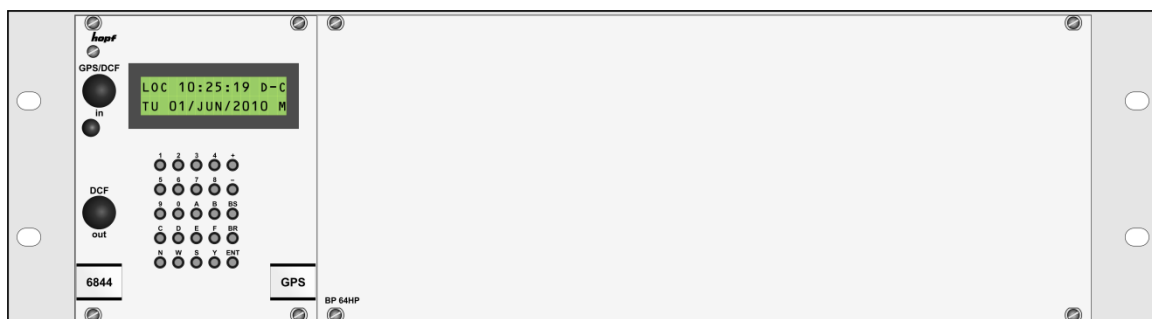 hopf
GPS/DCF
in
LOC 10:25:19 D-C
TU 01/JUN/2010 M
1 2 3 4 +
5 6 7 8 –
DCF
9 0 A B BS
out
C D E F BR
N W S Y ENT
6844
GPS
BP 64HP